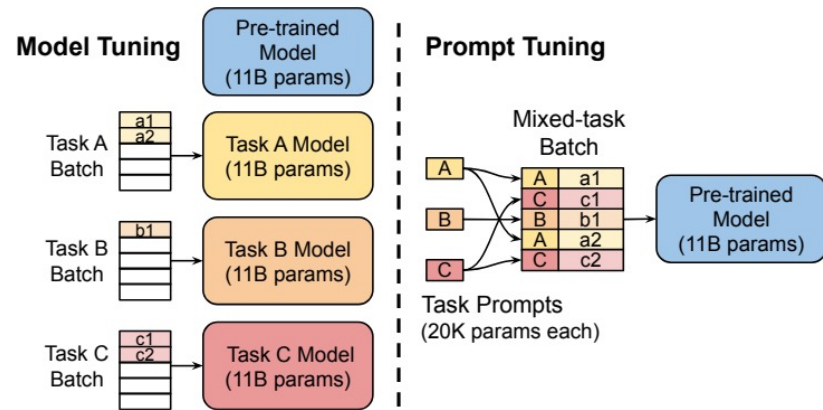 Model Tuning
Pre-trained
Model
(11B params)
Task A
Batch
a1
a2
Task A Model
(11B params)
Task B
Batch
b1
Task B Model
(11B params)
Task C
Batch
c1
c2
Task C Model
(11B params)
Prompt Tuning
Mixed-task
Batch
A
B
C
A a1
C c1
B b1
A a2
C c2
Task Prompts
(20K params each)
Pre-trained
Model
(11B params)